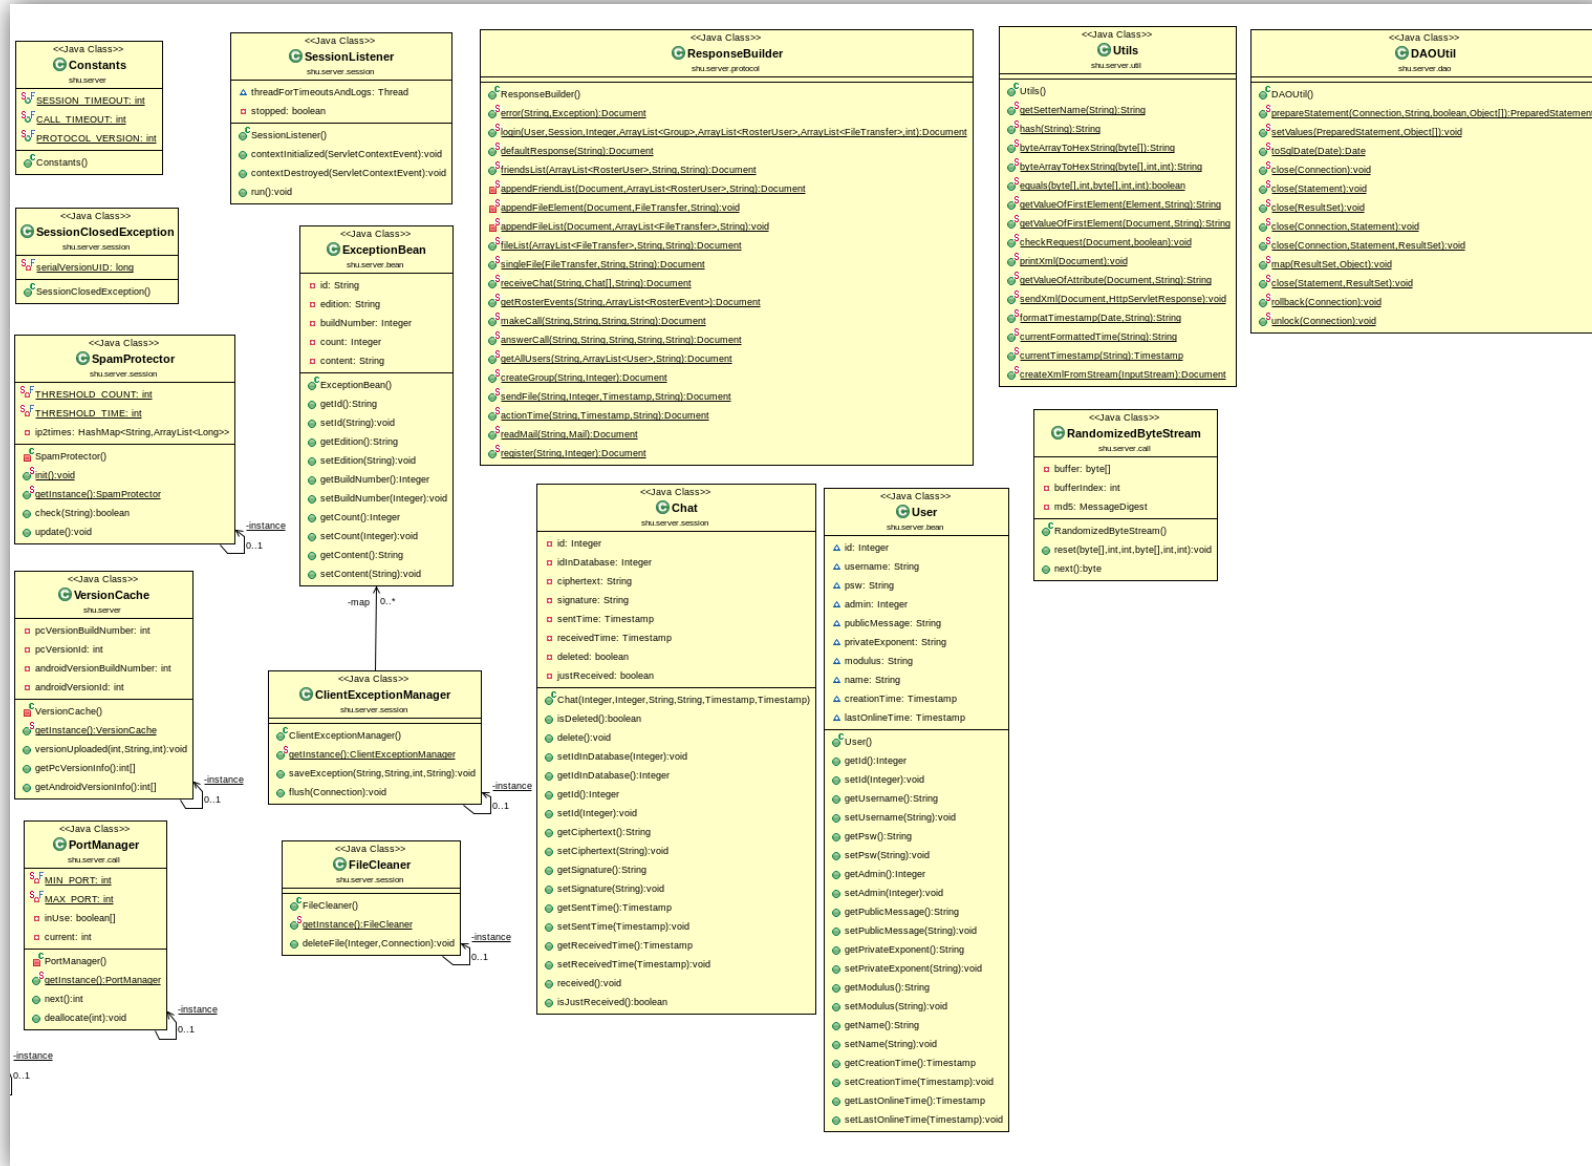 <<Java Class>>
Constants
shu.server
SESSION_TIMEOUT: int
CALL_TIMEOUT: int
PROTOCOL_VERSION: int
Constants()
<<Java Class>>
SessionClosedException
shu.server.session
serialVersionUID: long
SessionClosedException()
<<Java Class>>
SpamProtector
shu.server.session
THRESHOLD_COUNT: int
THRESHOLD_TIME: int
ip2times: HashMap<String,ArrayList<Long>>
SpamProtector()
init():void
getInstance():SpamProtector
check(String):boolean
update():void
-instance
0..1
<<Java Class>>
VersionCache
shu.server
pcVersionBuildNumber: int
pcVersionId: int
androidVersionBuildNumber: int
androidVersionId: int
VersionCache()
getInstance():VersionCache
versionUploaded(int,String,int):void
getPcVersionInfo():int[]
getAndroidVersionInfo():int[]
-instance
0..1
<<Java Class>>
PortManager
shu.server.call
MIN_PORT: int
MAX_PORT: int
inUse: boolean[]
current: int
PortManager()
getInstance():PortManager
next():int
deallocate(int):void
-instance
0..1
-instance
0..1
<<Java Class>>
SessionListener
shu.server.session
threadForTimeoutsAndLogs: Thread
stopped: boolean
SessionListener()
contextInitialized(ServletContextEvent):void
contextDestroyed(ServletContextEvent):void
run():void
<<Java Class>>
ExceptionBean
shu.server.bean
id: String
edition: String
buildNumber: Integer
count: Integer
content: String
ExceptionBean()
getId():String
setId(String):void
getEdition():String
setEdition(String):void
getBuildNumber():Integer
setBuildNumber(Integer):void
getCount():Integer
setCount(Integer):void
getContent():String
setContent(String):void
-map
0..*
<<Java Class>>
ClientExceptionManager
shu.server.session
ClientExceptionManager()
getInstance():ClientExceptionManager
saveException(String,String,int,String):void
flush(Connection):void
-instance
0..1
<<Java Class>>
FileCleaner
shu.server.session
FileCleaner()
getInstance():FileCleaner
deleteFile(Integer,Connection):void
-instance
0..1
<<Java Class>>
ResponseBuilder
shu.server.protocol
ResponseBuilder()
error(String,Exception):Document
login(User,Session,Integer,ArrayList<Group>,ArrayList<RosterUser>,ArrayList<FileTransfer>,int):Document
defaultResponse(String):Document
friendsList(ArrayList<RosterUser>,String,String):Document
appendFriendList(Document,ArrayList<RosterUser>,String):Document
appendFileElement(Document,FileTransfer,String):void
appendFileList(Document,ArrayList<FileTransfer>,String):void
fileList(ArrayList<FileTransfer>,String,String):Document
singleFile(FileTransfer,String,String):Document
receiveChat(String,Chat[],String):Document
getRosterEvents(String,ArrayList<RosterEvent>):Document
makeCall(String,String,String,String):Document
answerCall(String,String,String,String,String):Document
getAllUsers(String,ArrayList<User>,String):Document
createGroup(String,Integer):Document
sendFile(String,Integer,Timestamp,String):Document
actionTime(String,Timestamp,String):Document
readMail(String,Mail):Document
register(String,Integer):Document
<<Java Class>>
Chat
shu.server.session
id: Integer
idInDatabase: Integer
ciphertext: String
signature: String
sentTime: Timestamp
receivedTime: Timestamp
deleted: boolean
justReceived: boolean
Chat(Integer,Integer,String,String,Timestamp,Timestamp)
isDeleted():boolean
delete():void
setIdInDatabase(Integer):void
getIdInDatabase():Integer
getId():Integer
setId(Integer):void
getCiphertext():String
setCiphertext(String):void
getSignature():String
setSignature(String):void
getSentTime():Timestamp
setSentTime(Timestamp):void
getReceivedTime():Timestamp
setReceivedTime(Timestamp):void
received():void
isJustReceived():boolean
<<Java Class>>
User
shu.server.bean
id: Integer
username: String
psw: String
admin: Integer
publicMessage: String
privateExponent: String
modulus: String
name: String
creationTime: Timestamp
lastOnlineTime: Timestamp
User()
getId():Integer
setId(Integer):void
getUsername():String
setUsername(String):void
getPsw():String
setPsw(String):void
getAdmin():Integer
setAdmin(Integer):void
getPublicMessage():String
setPublicMessage(String):void
getPrivateExponent():String
setPrivateExponent(String):void
getModulus():String
setModulus(String):void
getName():String
setName(String):void
getCreationTime():Timestamp
setCreationTime(Timestamp):void
getLastOnlineTime():Timestamp
setLastOnlineTime(Timestamp):void
<<Java Class>>
Utils
shu.server.util
Utils()
getSetterName(String):String
hash(String):String
byteArrayToHexString(byte[]):String
byteArrayToHexString(byte[],int,int):String
equals(byte[],int,byte[],int,int):boolean
getValueOfFirstElement(Element,String):String
getValueOfFirstElement(Document,String):String
checkRequest(Document,boolean):void
printXml(Document):void
getValueOfAttribute(Document,String):String
sendXml(Document,HttpServletResponse):void
formatTimestamp(Date,String):String
currentFormattedTime(String):String
currentTimestamp(String):Timestamp
createXmlFromStream(InputStream):Document
<<Java Class>>
RandomizedByteStream
shu.server.call
buffer: byte[]
bufferIndex: int
md5: MessageDigest
RandomizedByteStream()
reset(byte[],int,int,byte[],int,int):void
next():byte
<<Java Class>>
DAOUtil
shu.server.dao
DAOUtil()
prepareStatement(Connection,String,boolean,Object[]):PreparedStatement
setValues(PreparedStatement,Object[]):void
toSqlDate(Date):Date
close(Connection):void
close(Statement):void
close(ResultSet):void
close(Connection,Statement):void
close(Connection,Statement,ResultSet):void
map(ResultSet,Object):void
close(Statement,ResultSet):void
rollback(Connection):void
unlock(Connection):void